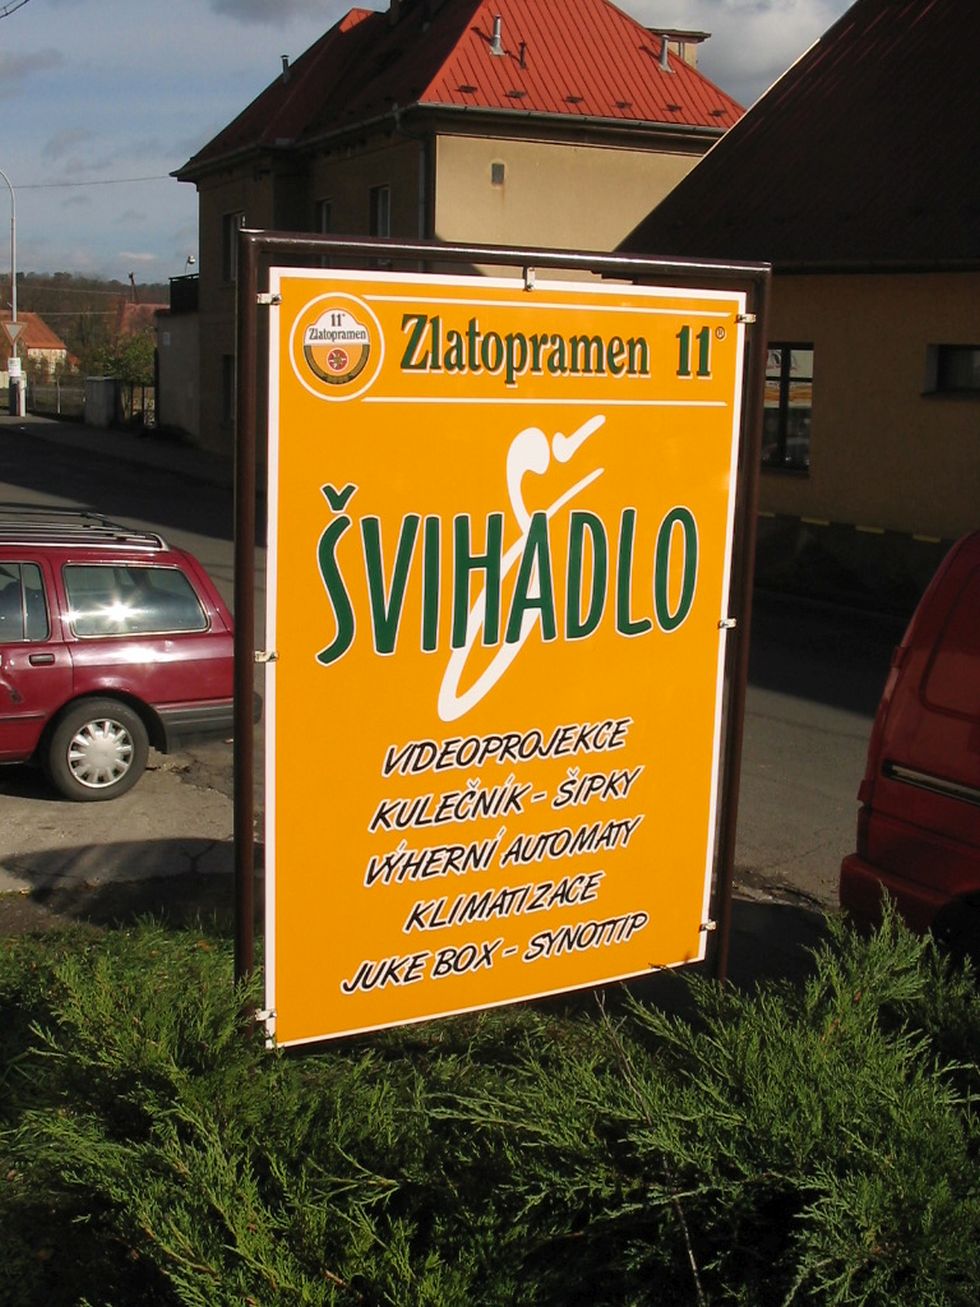 11°
Zlatopramen
Zlatopramen 11°
ŠVIHADLO
VIDEOPROJEKCE
KULEČNÍK - ŠIPKY
VÝHERNÍ AUTOMATY
KLIMATIZACE
JUKE BOX - SYNOTTIP